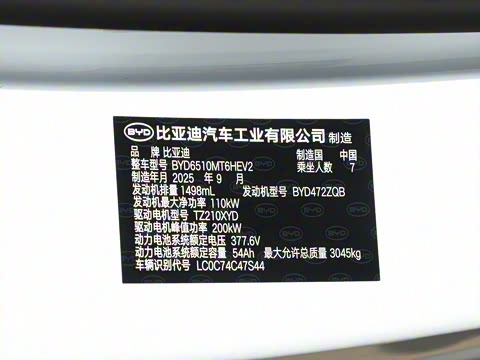 BYD 比亚迪汽车工业有限公司 制造
品 牌 比亚迪 制造国 中国
整车型号 BYD6510MT6HEV2 乘坐人数 7
制造年月 2025 年 9 月
发动机排量 1498mL 发动机型号 BYD472ZQB
发动机最大净功率 110kW
驱动电机型号 TZ210XYD
驱动电机峰值功率 200kW
动力电池系统额定电压 377.6V
动力电池系统额定容量 54Ah 最大允许总质量 3045kg
车辆识别代号 LC0C74C47S44